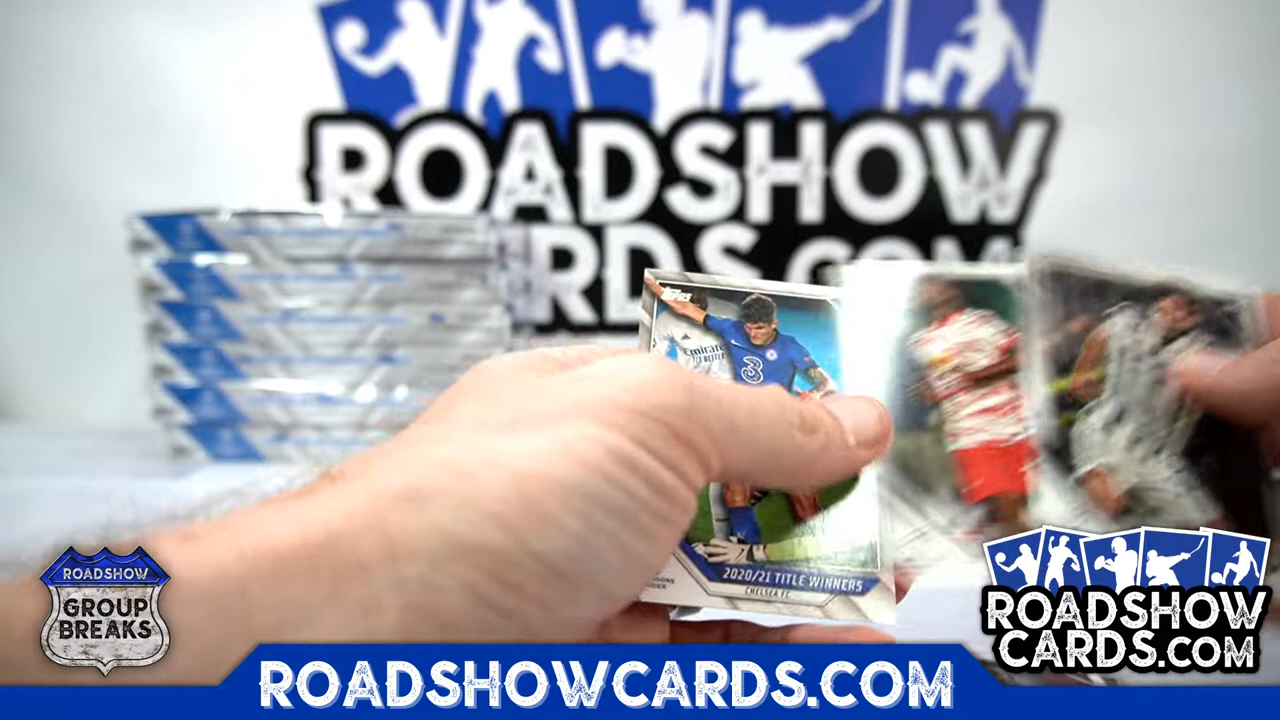 ROADSHOW
CARDS.COM
Topps
Emirates
3
2020/21 TITLE WINNERS
CHELSEA FC
ROADSHOW
GROUP
BREAKS
ROADSHOW
CARDS.COM
ROADSHOWCARDS.COM